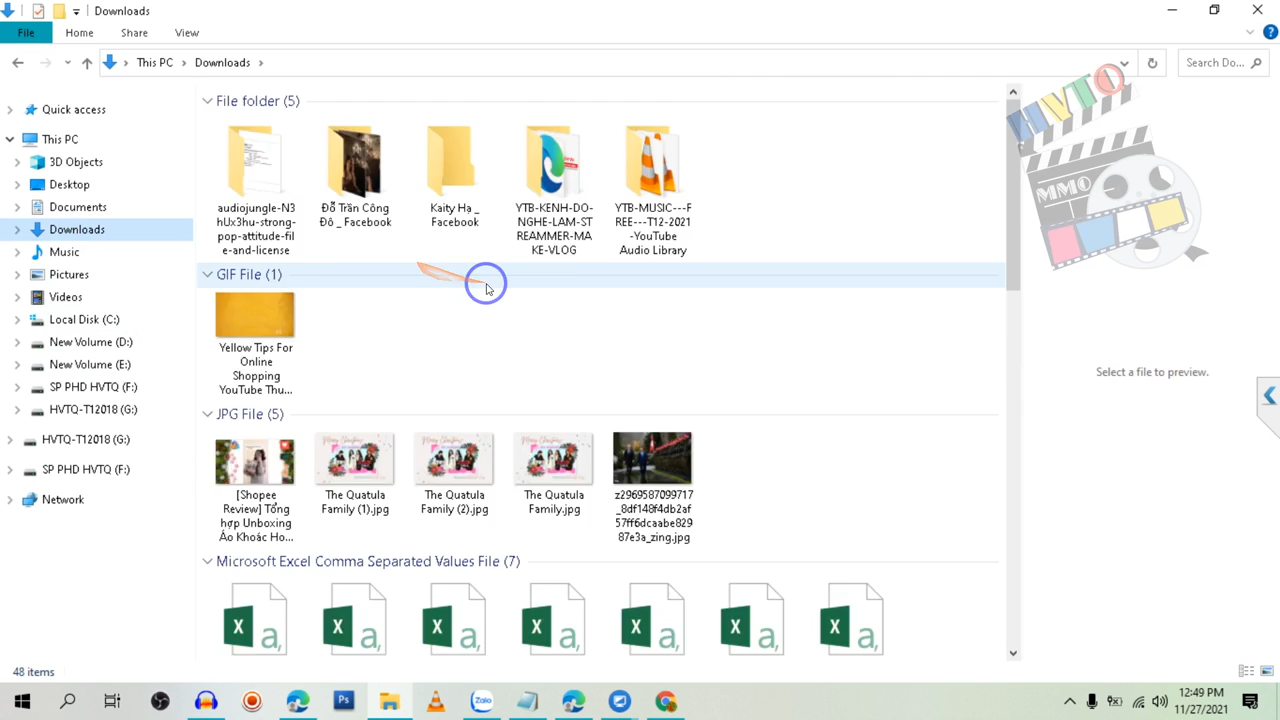 Downloads
File
Home
Share
View
This PC
Downloads
Search Do...
Quick access
This PC
3D Objects
Desktop
Documents
Downloads
Music
Pictures
Videos
Local Disk (C:)
New Volume (D:)
New Volume (E:)
SP PHD HVTQ (F:)
HVTQ-T12018 (G:)
HVTQ-T12018 (G:)
SP PHD HVTQ (F:)
Network
File folder (5)
audiojungle-N3
hUx3hu-strong-
pop-attitude-fil
e-and-license
Đỗ Trần Công
Đô _ Facebook
Kaity Hạ _
Facebook
YTB-KENH-DO-
NGHE-LAM-ST
REAMMER-MA
KE-VLOG
YTB-MUSIC---F
REE---T12-2021
-YouTube
Audio Library
GIF File (1)
Yellow Tips For
Online
Shopping
YouTube Thu...
JPG File (5)
[Shopee
Review] Tổng
hợp Unboxing
Áo Khoác Ho...
The Quatula
Family (1).jpg
The Quatula
Family (2).jpg
The Quatula
Family.jpg
z2969587099717
_8df148f4db2af
57ff6dcaabe829
87e3a_zing.jpg
Microsoft Excel Comma Separated Values File (7)
HVTQ
MMO
Select a file to preview.
48 items
Ps
Zalo
12:49 PM
11/27/2021